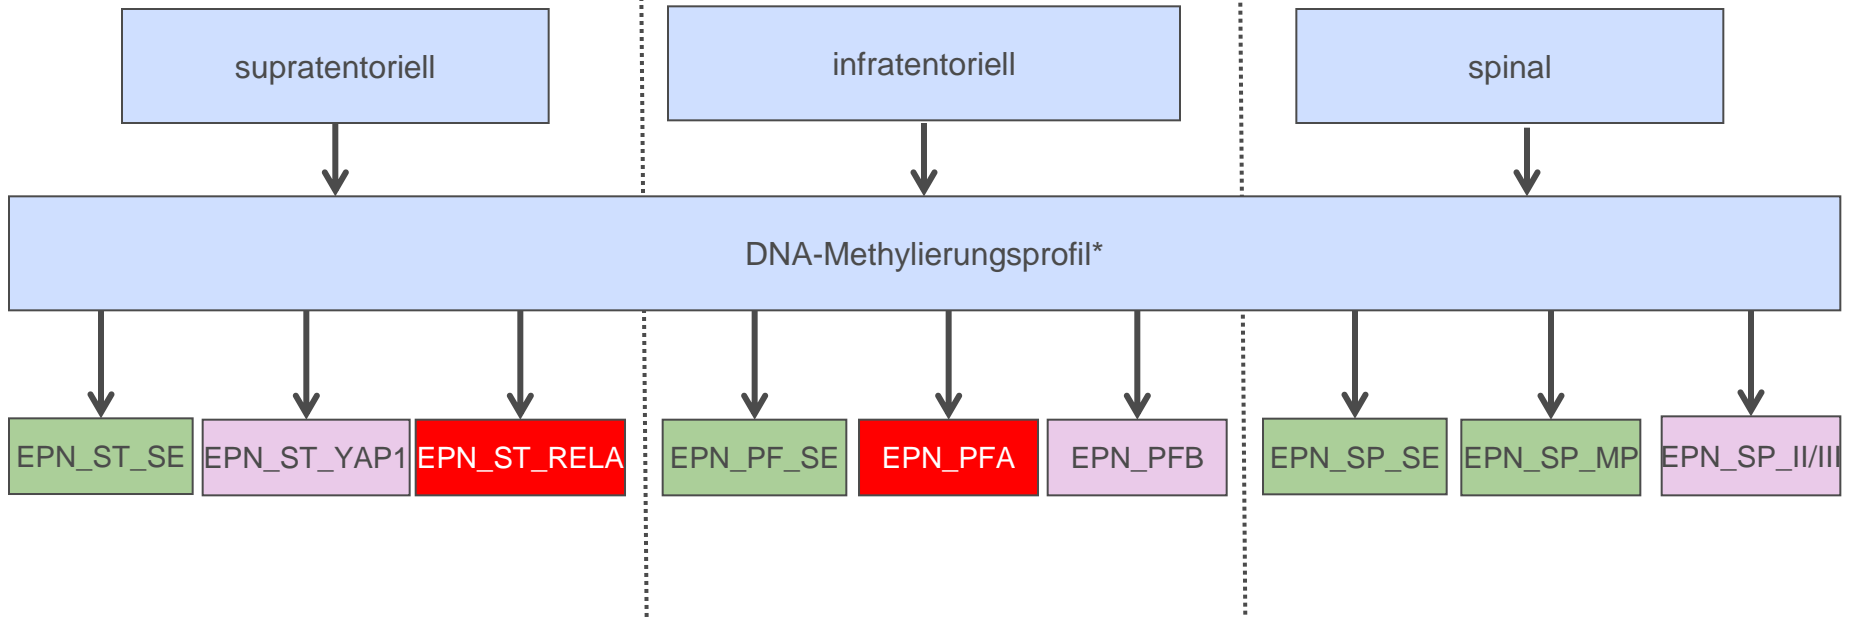 supratentoriell
infratentoriell
spinal
DNA-Methylierungsprofil*
EPN_ST_SE
EPN_ST_YAP1
EPN_ST_RELA
EPN_PF_SE
EPN_PFA
EPN_PFB
EPN_SP_SE
EPN_SP_MP
EPN_SP_II/III